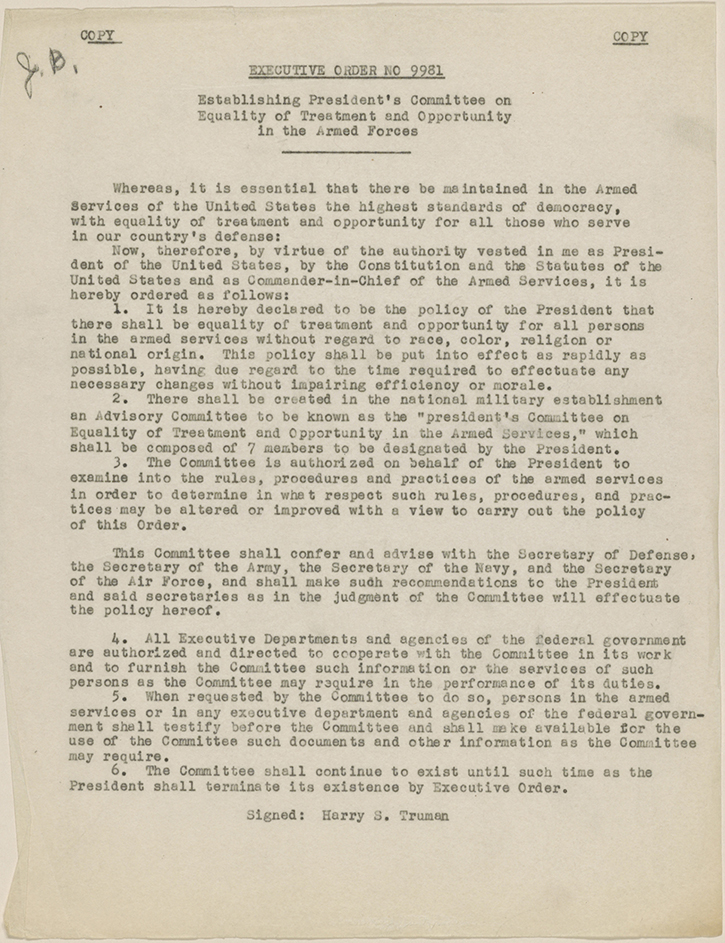 COPY COPY
J.B.
EXECUTIVE ORDER NO 9981
Establishing President's Committee on
Equality of Treatment and Opportunity
in the Armed Forces
Whereas, it is essential that there be maintained in the Armed
Services of the United States the highest standards of democracy,
with equality of treatment and opportunity for all those who serve
in our country's defense:
Now, therefore, by virtue of the authority vested in me as Presi-
dent of the United States, by the Constitution and the Statutes of the
United States and as Commander-in-Chief of the Armed Services, it is
hereby ordered as follows:
1. It is hereby declared to be the policy of the President that
there shall be equality of treatment and opportunity for all persons
in the armed services without regard to race, color, religion or
national origin. This policy shall be put into effect as rapidly as
possible, having due regard to the time required to effectuate any
necessary changes without impairing efficiency or morale.
2. There shall be created in the national military establishment
an Advisory Committee to be known as the "president's Committee on
Equality of Treatment and Opportunity in the Armed Services," which
shall be composed of 7 members to be designated by the President.
3. The Committee is authorized on behalf of the President to
examine into the rules, procedures and practices of the armed services
in order to determine in what respect such rules, procedures, and prac-
tices may be altered or improved with a view to carry out the policy
of this Order.
This Committee shall confer and advise with the Secretary of Defense,
the Secretary of the Army, the Secretary of the Navy, and the Secretary
of the Air Force, and shall make such recommendations to the President
and said secretaries as in the judgment of the Committee will effectuate
the policy hereof.
4. All Executive Departments and agencies of the federal government
are authorized and directed to cooperate with the Committee in its work
and to furnish the Committee such information or the services of such
persons as the Committee may require in the performance of its duties.
5. When requested by the Committee to do so, persons in the armed
services or in any executive department and agencies of the federal govern-
ment shall testify before the Committee and shall make available for the
use of the Committee such documents and other information as the Committee
may require.
6. The Committee shall continue to exist until such time as the
President shall terminate its existence by Executive Order.
Signed: Harry S. Truman